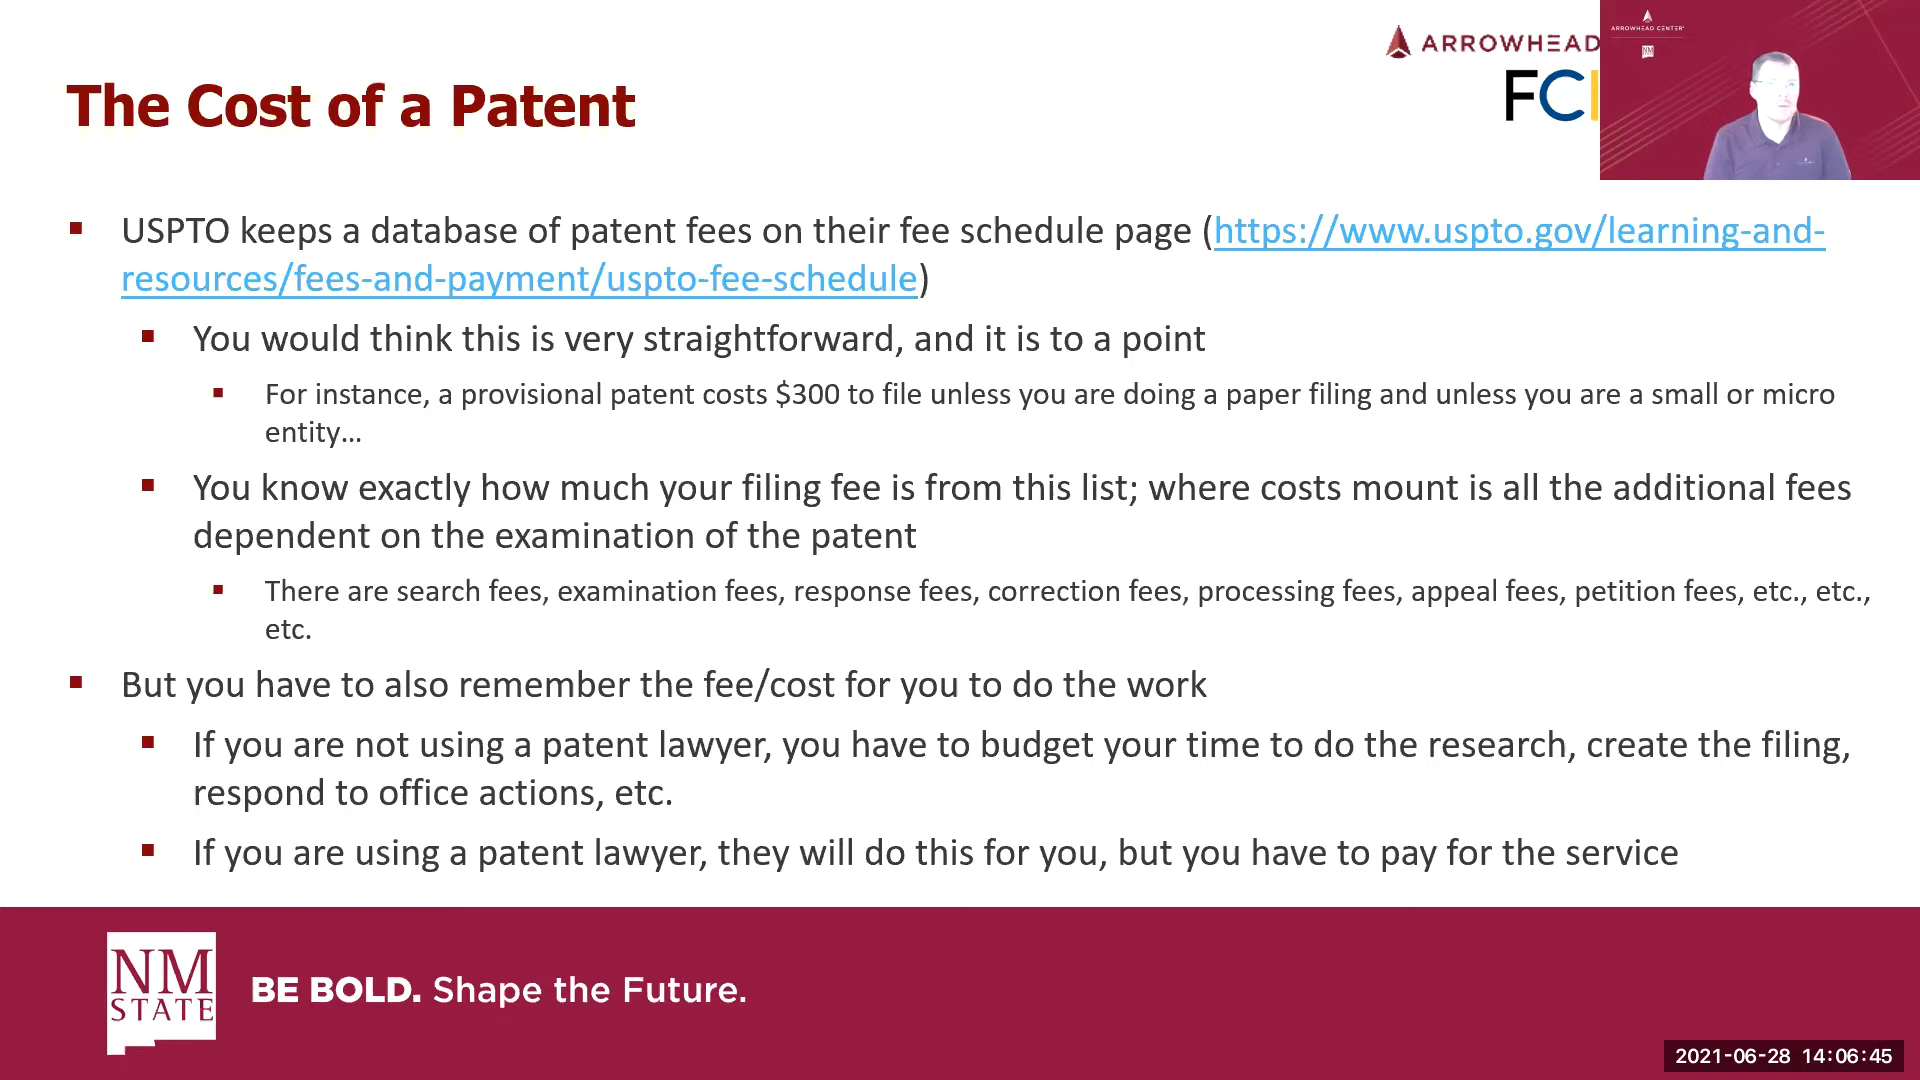 ARROWHEAD
FCI
ARROWHEAD CENTER
NM
The Cost of a Patent
USPTO keeps a database of patent fees on their fee schedule page (https://www.uspto.gov/learning-and-
resources/fees-and-payment/uspto-fee-schedule)
You would think this is very straightforward, and it is to a point
For instance, a provisional patent costs $300 to file unless you are doing a paper filing and unless you are a small or micro
entity...
You know exactly how much your filing fee is from this list; where costs mount is all the additional fees
dependent on the examination of the patent
There are search fees, examination fees, response fees, correction fees, processing fees, appeal fees, petition fees, etc., etc.,
etc.
But you have to also remember the fee/cost for you to do the work
If you are not using a patent lawyer, you have to budget your time to do the research, create the filing,
respond to office actions, etc.
If you are using a patent lawyer, they will do this for you, but you have to pay for the service
NM
STATE
BE BOLD. Shape the Future.
2021-06-28 14:06:45